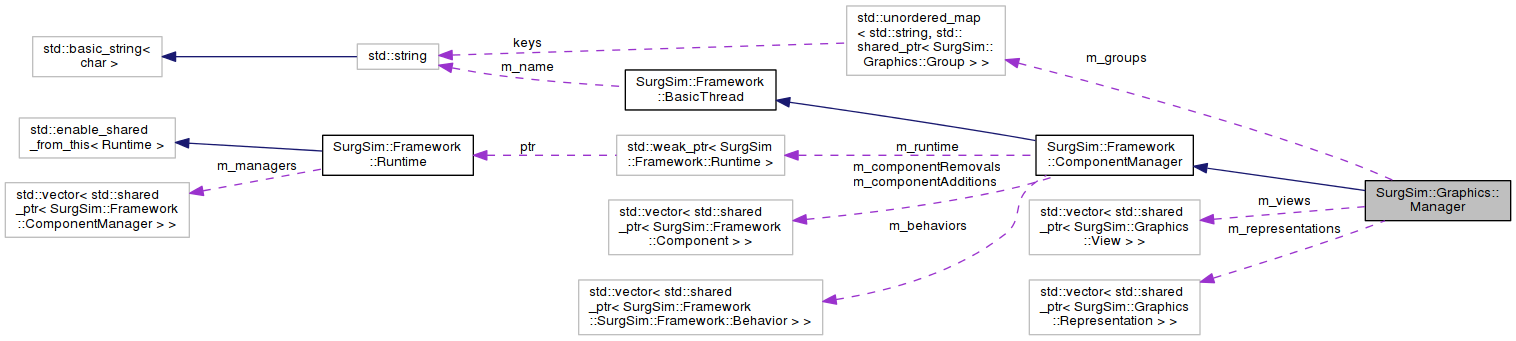 std::basic_string<
char >
std::string
keys
m_name
std::unordered_map
< std::string, std::
shared_ptr< SurgSim::
Graphics::Group > >
m_groups
SurgSim::Framework
::BasicThread
std::enable_shared
_from_this< Runtime >
m_managers
std::vector< std::shared
_ptr< SurgSim::Framework
::ComponentManager > >
SurgSim::Framework
::Runtime
ptr
std::weak_ptr< SurgSim
::Framework::Runtime >
m_runtime
m_componentRemovals
m_componentAdditions
SurgSim::Framework
::ComponentManager
std::vector< std::shared
_ptr< SurgSim::Framework
::Component > >
m_behaviors
std::vector< std::shared
_ptr< SurgSim::Framework
::SurgSim::Framework::Behavior > >
SurgSim::Graphics::
Manager
m_views
m_representations
std::vector< std::shared
_ptr< SurgSim::Graphics
::View > >
std::vector< std::shared
_ptr< SurgSim::Graphics
::Representation > >